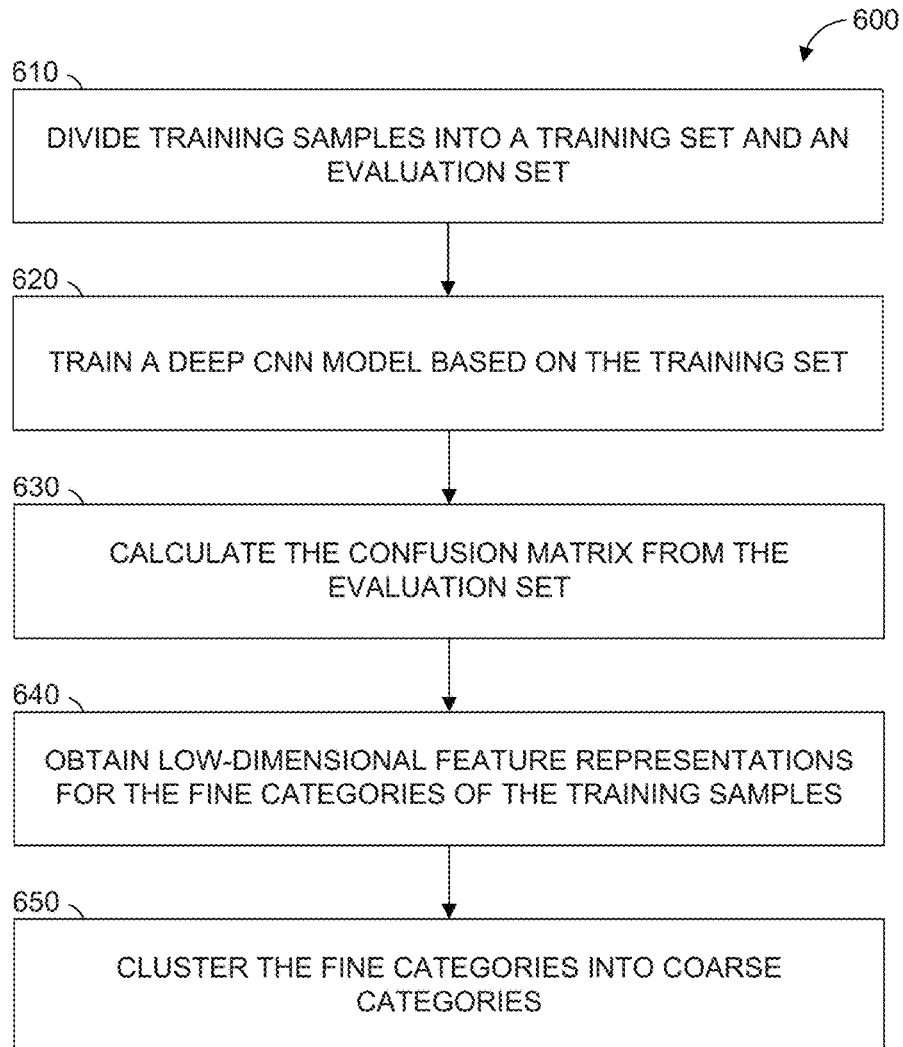 600
610
DIVIDE TRAINING SAMPLES INTO A TRAINING SET AND AN
EVALUATION SET
620
TRAIN A DEEP CNN MODEL BASED ON THE TRAINING SET
630
CALCULATE THE CONFUSION MATRIX FROM THE
EVALUATION SET
640
OBTAIN LOW-DIMENSIONAL FEATURE REPRESENTATIONS
FOR THE FINE CATEGORIES OF THE TRAINING SAMPLES
650
CLUSTER THE FINE CATEGORIES INTO COARSE
CATEGORIES